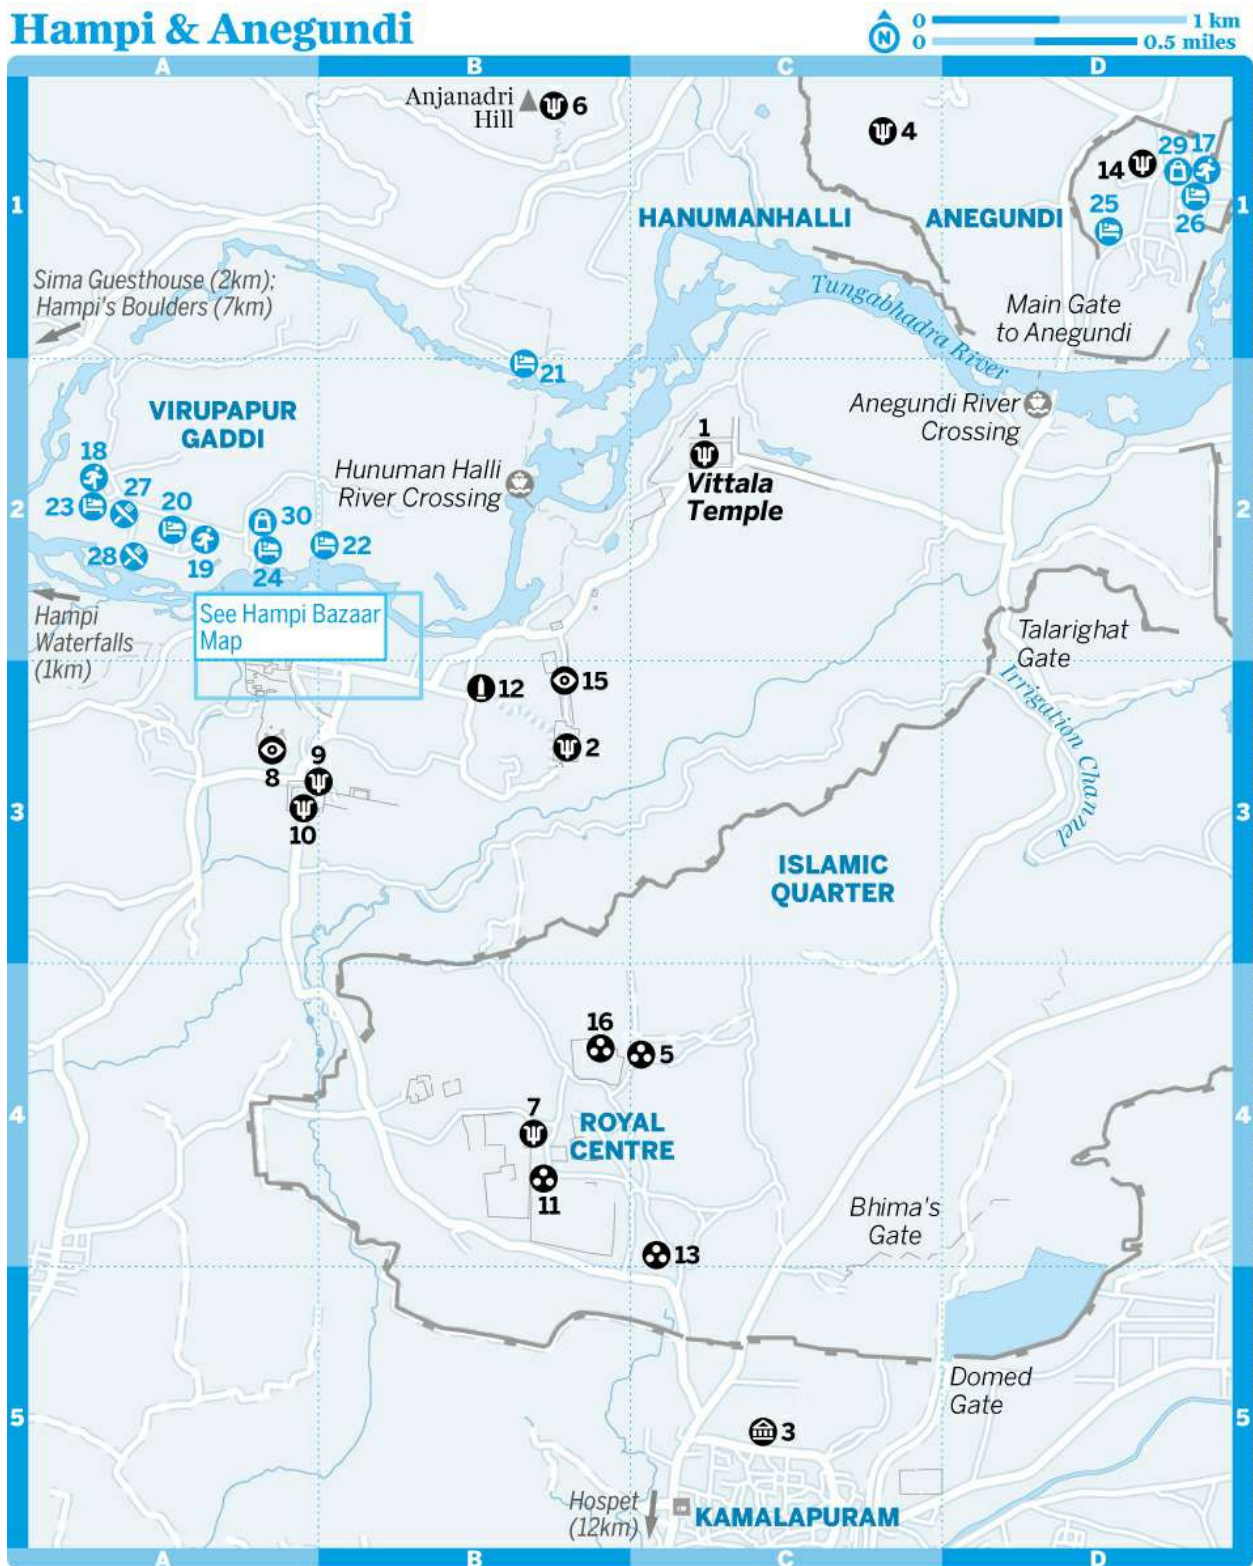 Hampi & Anegundi
N
0 1 km
0 0.5 miles
A B C D
Anjanadri
Hill
6
4
29 17
14
1 1
25
26
HANUMANHALLI
ANEGUNDI
Sima Guesthouse (2km);
Hampi's Boulders (7km)
Tungabhadra River
Main Gate
to Anegundi
21
VIRUPAPUR
GADDI
Anegundi River
Crossing
1
Vittala
Temple
Hunuman Halli
River Crossing
18
27
23
20
30
22
2 2
28
19
24
Hampi
Waterfalls
(1km)
See Hampi Bazaar
Map
Talarighat
Gate
12
15
Irrigation Channel
2
9
8
10
3 3
ISLAMIC
QUARTER
16
5
7
4 4
ROYAL
CENTRE
11
Bhima's
Gate
13
Domed
Gate
5 5
3
Hospet
(12km)
KAMALAPURAM
A B C D